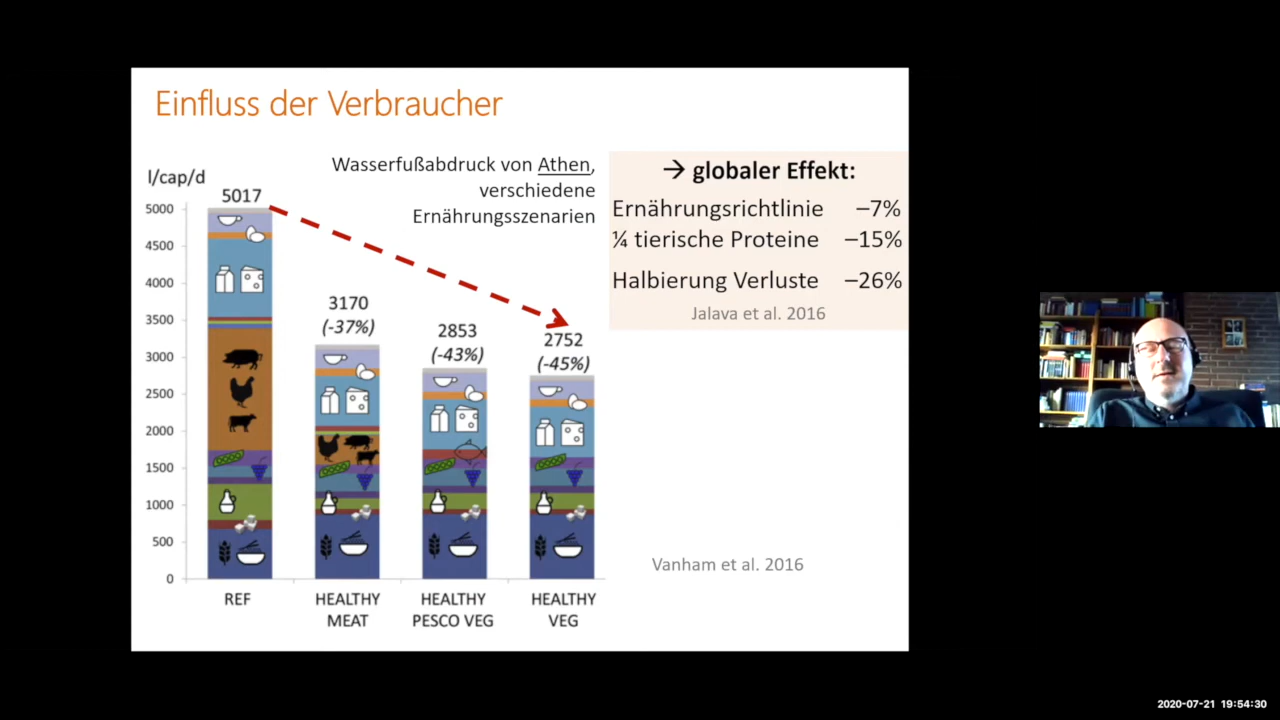 Einfluss der Verbraucher
Wasserfußabdruck von Athen,
verschiedene
Ernährungsszenarien
→ globaler Effekt:
Ernährungsrichtlinie –7%
¼ tierische Proteine –15%
Halbierung Verluste –26%
Jalava et al. 2016
l/cap/d
5017
5000
4500
4000
3500
3000
2500
2000
1500
1000
500
0
3170
(-37%)
2853
(-43%)
2752
(-45%)
REF
HEALTHY
MEAT
HEALTHY
PESCO VEG
HEALTHY
VEG
Vanham et al. 2016
2020-07-21 19:54:30